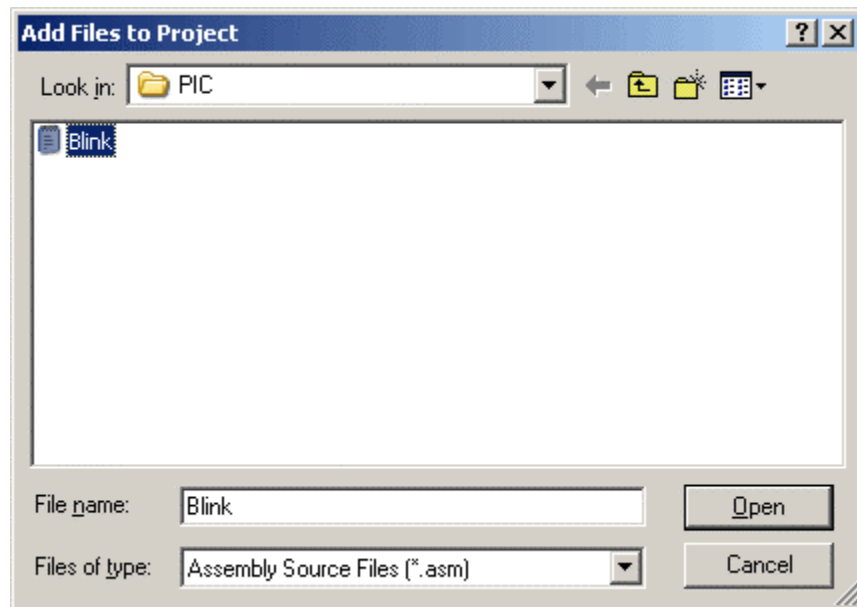 Add Files to Project
Look in: PIC
Blink
File name: Blink Open
Files of type: Assembly Source Files (*.asm) Cancel